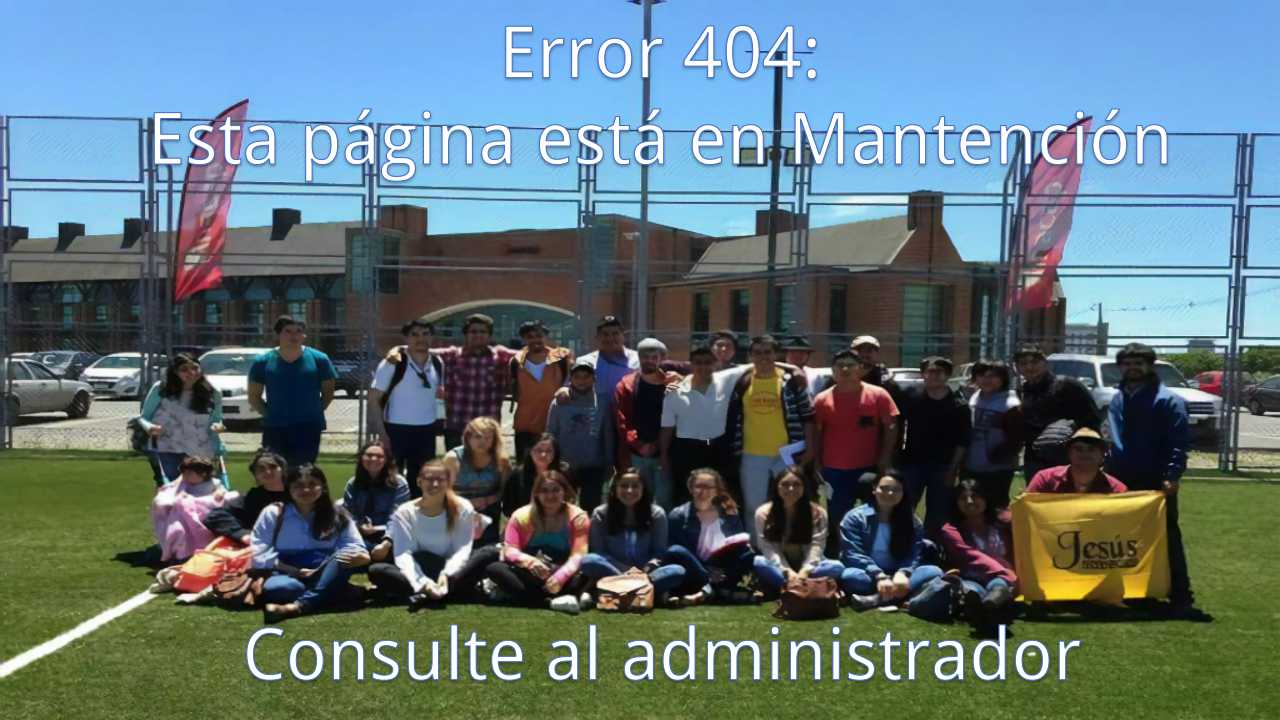 Error 404:
Esta página está en Mantención
Jesús
Consulte al administrador